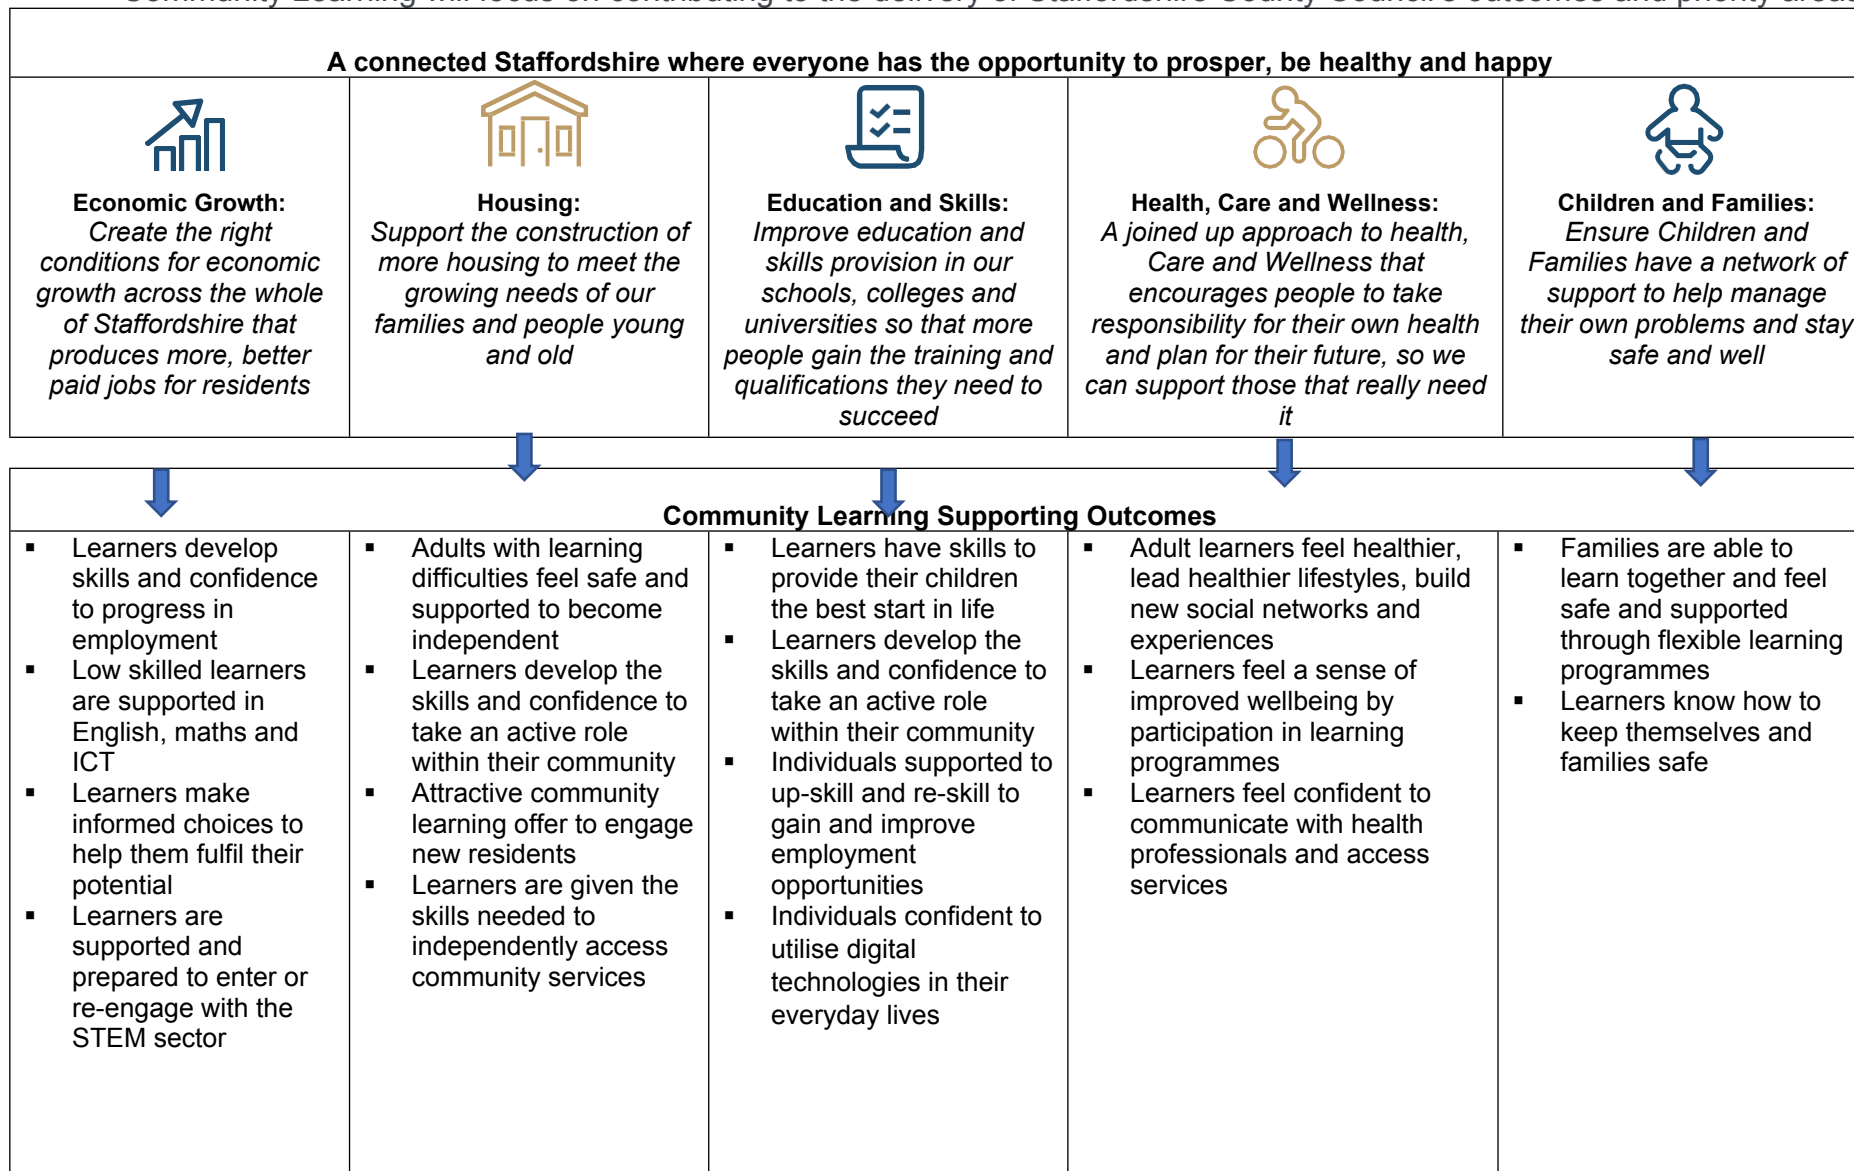 Community Learning will focus on contributing to the delivery of Staffordshire County Council's outcomes and priority areas
A connected Staffordshire where everyone has the opportunity to prosper, be healthy and happy
Economic Growth:
Create the right
conditions for economic
growth across the whole
of Staffordshire that
produces more, better
paid jobs for residents
Housing:
Support the construction of
more housing to meet the
growing needs of our
families and people young
and old
Education and Skills:
Improve education and
skills provision in our
schools, colleges and
universities so that more
people gain the training and
qualifications they need to
succeed
Health, Care and Wellness:
A joined up approach to health,
Care and Wellness that
encourages people to take
responsibility for their own health
and plan for their future, so we
can support those that really need
it
Children and Families:
Ensure Children and
Families have a network of
support to help manage
their own problems and stay
safe and well
Community Learning Supporting Outcomes
▪ Learners develop
skills and confidence
to progress in
employment
▪ Low skilled learners
are supported in
English, maths and
ICT
▪ Learners make
informed choices to
help them fulfil their
potential
▪ Learners are
supported and
prepared to enter or
re-engage with the
STEM sector
▪ Adults with learning
difficulties feel safe and
supported to become
independent
▪ Learners develop the
skills and confidence to
take an active role
within their community
▪ Attractive community
learning offer to engage
new residents
▪ Learners are given the
skills needed to
independently access
community services
▪ Learners have skills to
provide their children
the best start in life
▪ Learners develop the
skills and confidence to
take an active role
within their community
▪ Individuals supported to
up-skill and re-skill to
gain and improve
employment
opportunities
▪ Individuals confident to
utilise digital
technologies in their
everyday lives
▪ Adult learners feel healthier,
lead healthier lifestyles, build
new social networks and
experiences
▪ Learners feel a sense of
improved wellbeing by
participation in learning
programmes
▪ Learners feel confident to
communicate with health
professionals and access
services
▪ Families are able to
learn together and feel
safe and supported
through flexible learning
programmes
▪ Learners know how to
keep themselves and
families safe